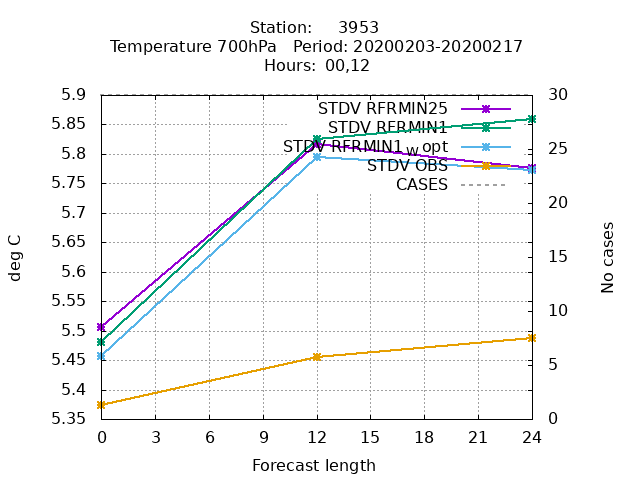 Station: 3953
Temperature 700hPa Period: 20200203-20200217
Hours: 00,12
5.9
5.85
5.8
5.75
5.7
5.65
5.6
5.55
5.5
5.45
5.4
5.35
deg C
STDV RFRMIN25
STDV RFRMIN1
STDV RFRMIN1_w opt
STDV OBS
CASES
30
25
20
15
10
5
0
No cases
0 3 6 9 12 15 18 21 24
Forecast length